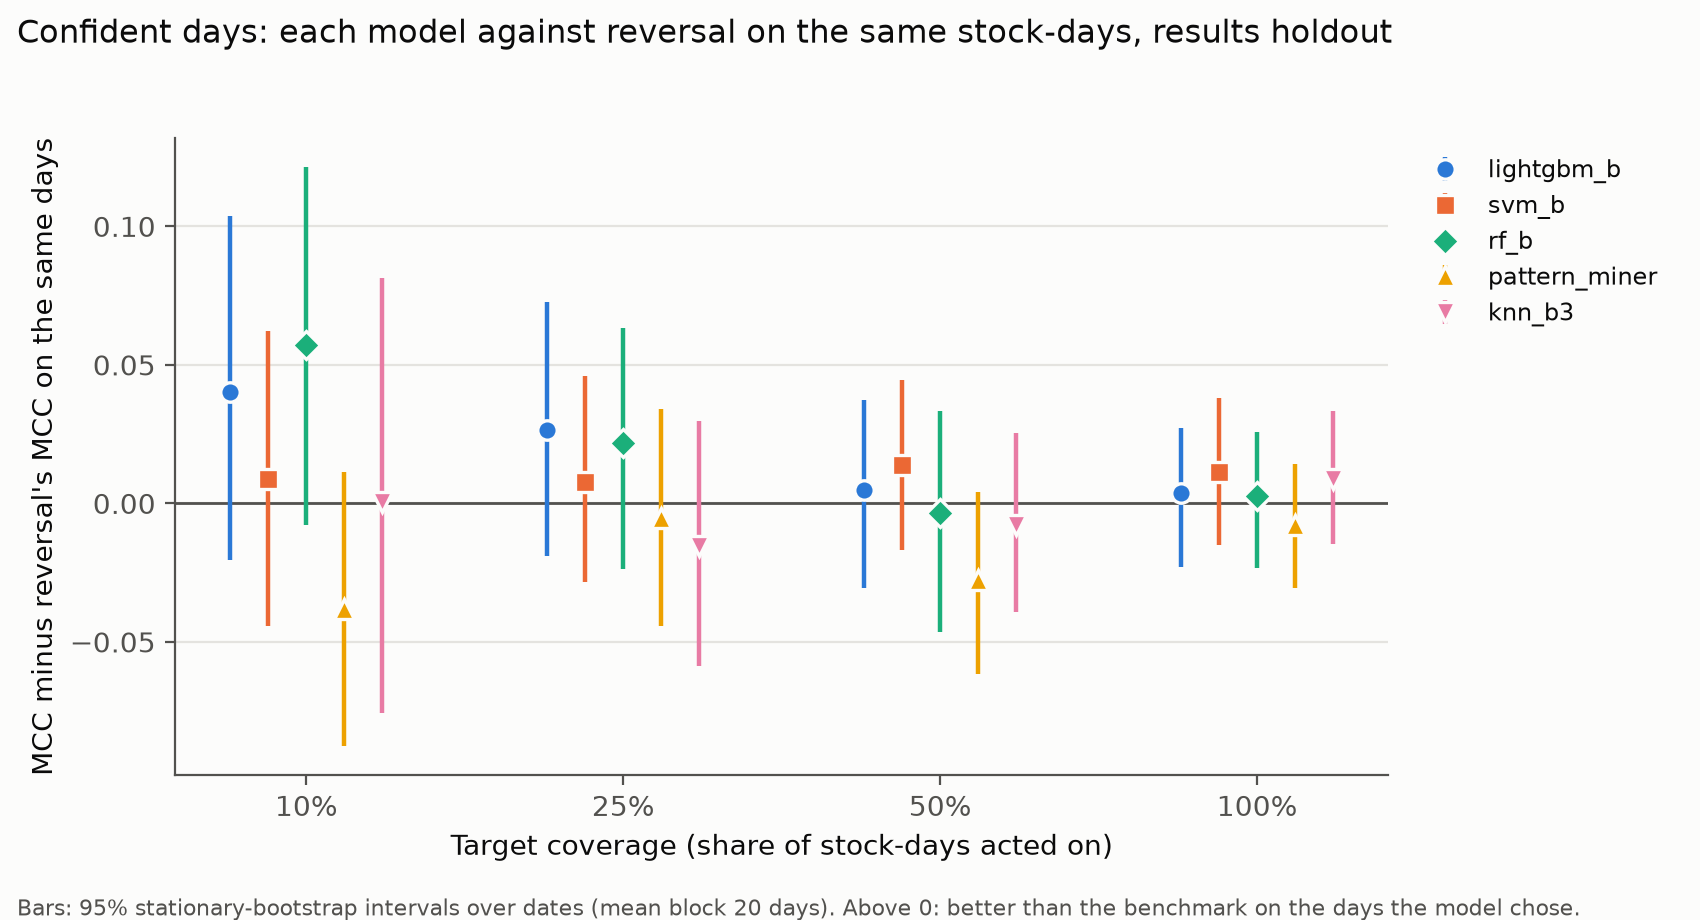 Confident days: each model against reversal on the same stock-days, results holdout
MCC minus reversal's MCC on the same days
0.10
0.05
0.00
−0.05
10%
25%
50%
100%
Target coverage (share of stock-days acted on)
lightgbm_b
svm_b
rf_b
pattern_miner
knn_b3
Bars: 95% stationary-bootstrap intervals over dates (mean block 20 days). Above 0: better than the benchmark on the days the model chose.